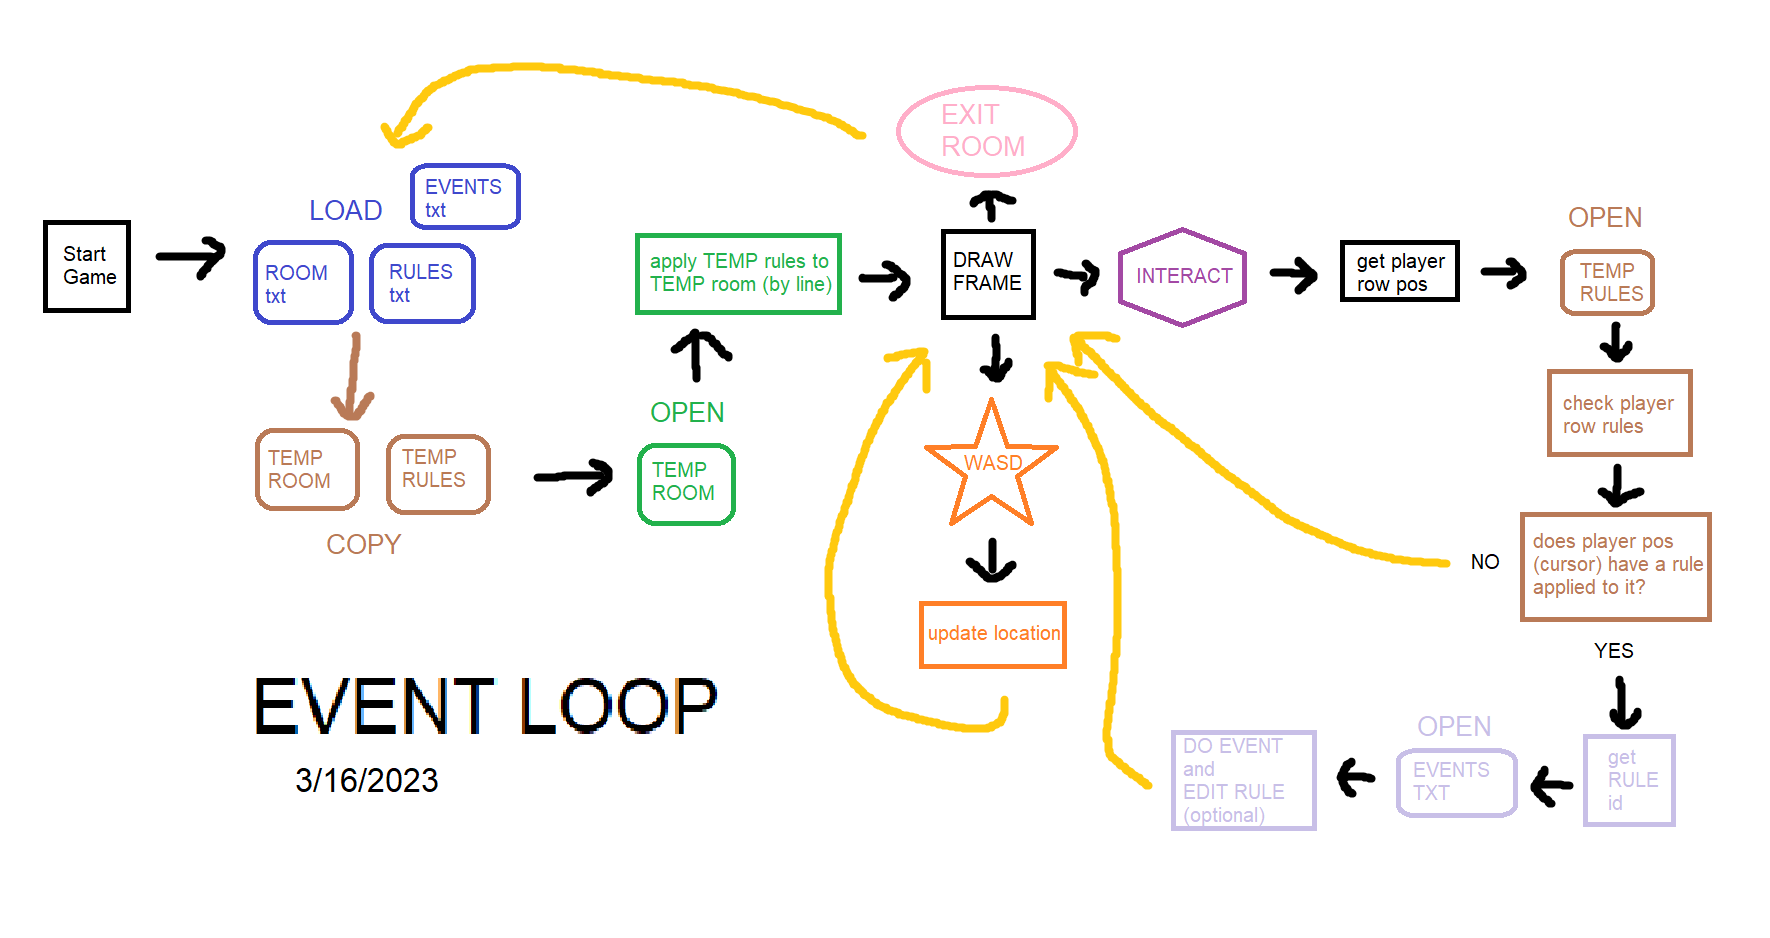 EXIT
ROOM
EVENTS
txt
LOAD
Start
Game
ROOM
txt
RULES
txt
apply TEMP rules to
TEMP room (by line)
DRAW
FRAME
INTERACT
get player
row pos
OPEN
TEMP
RULES
check player
row rules
OPEN
TEMP
ROOM
TEMP
ROOM
TEMP
RULES
COPY
WASD
update location
NO
does player pos
(cursor) have a rule
applied to it?
YES
get
RULE
id
OPEN
EVENTS
TXT
DO EVENT
and
EDIT RULE
(optional)
EVENT LOOP
3/16/2023